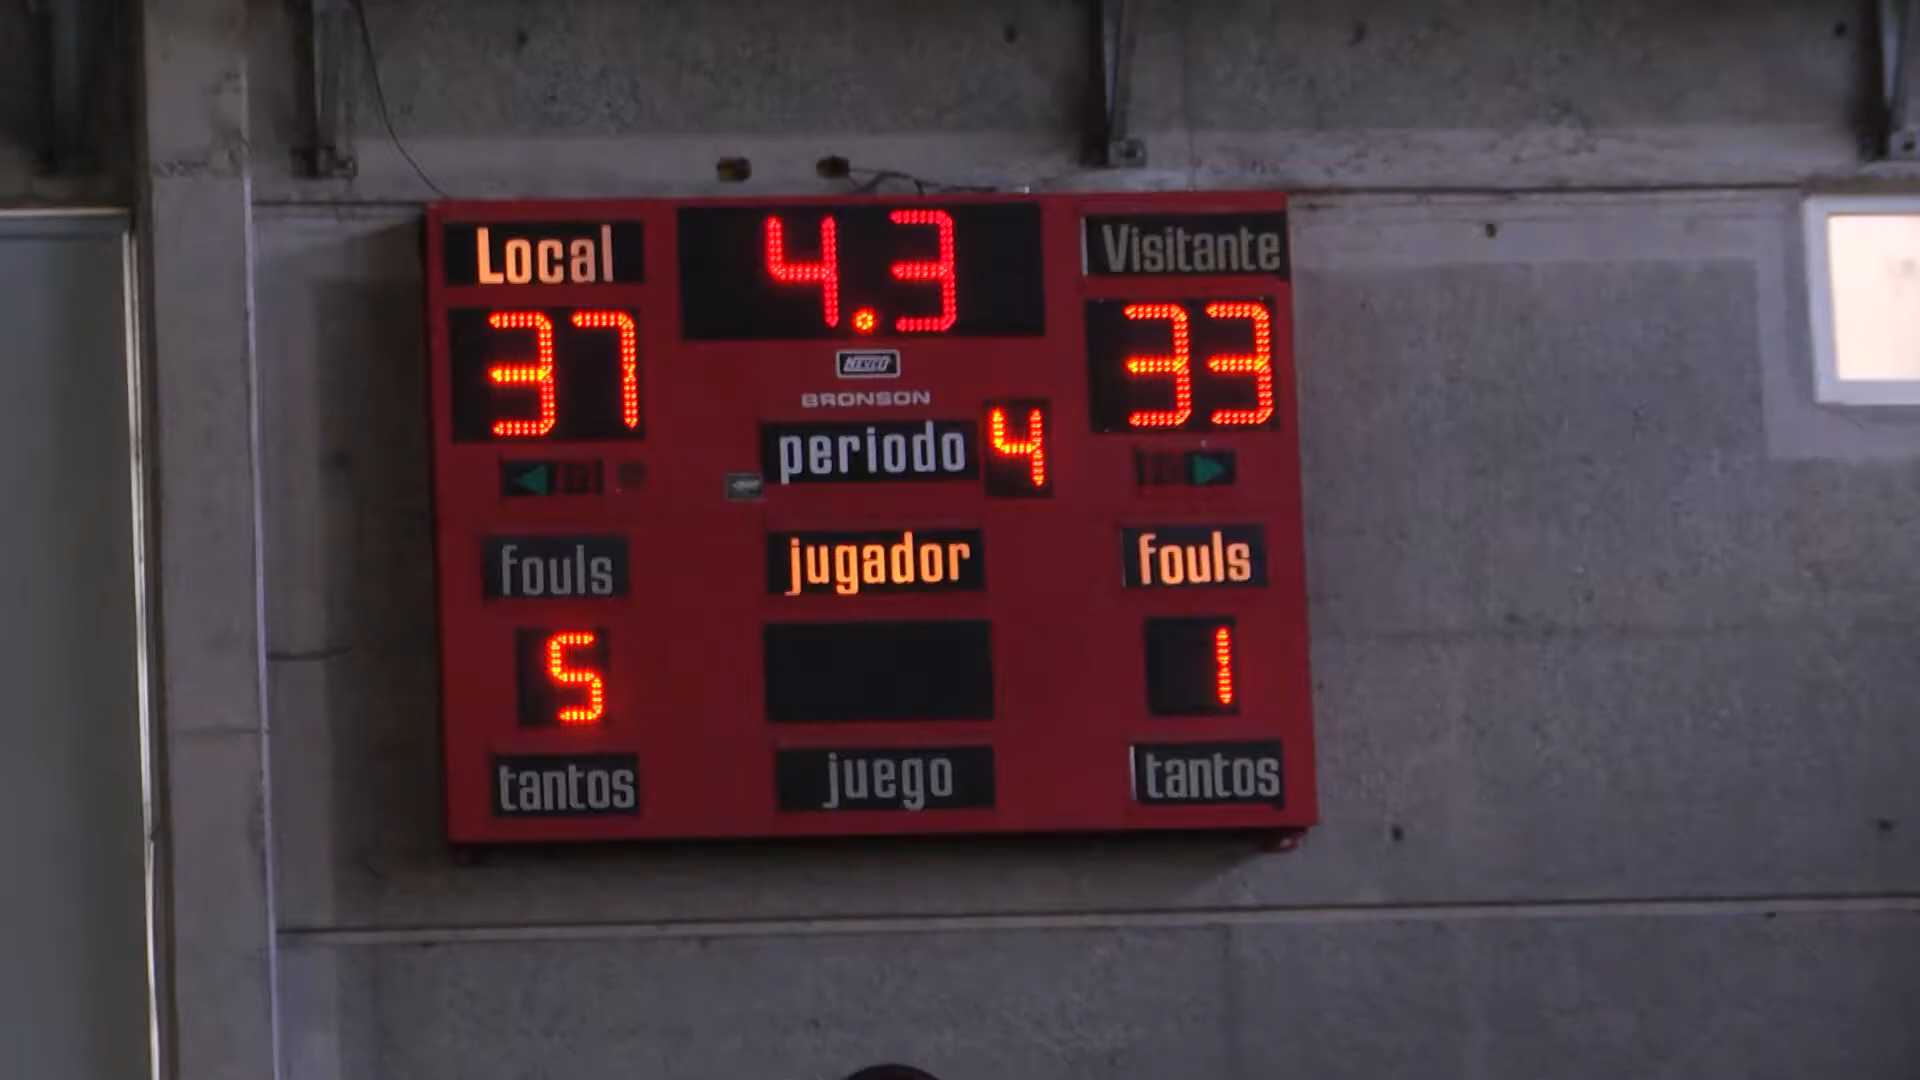 Local 4.3 Visitante
37 33
BRONSON
periodo 4
fouls jugador fouls
5 1
tantos juego tantos